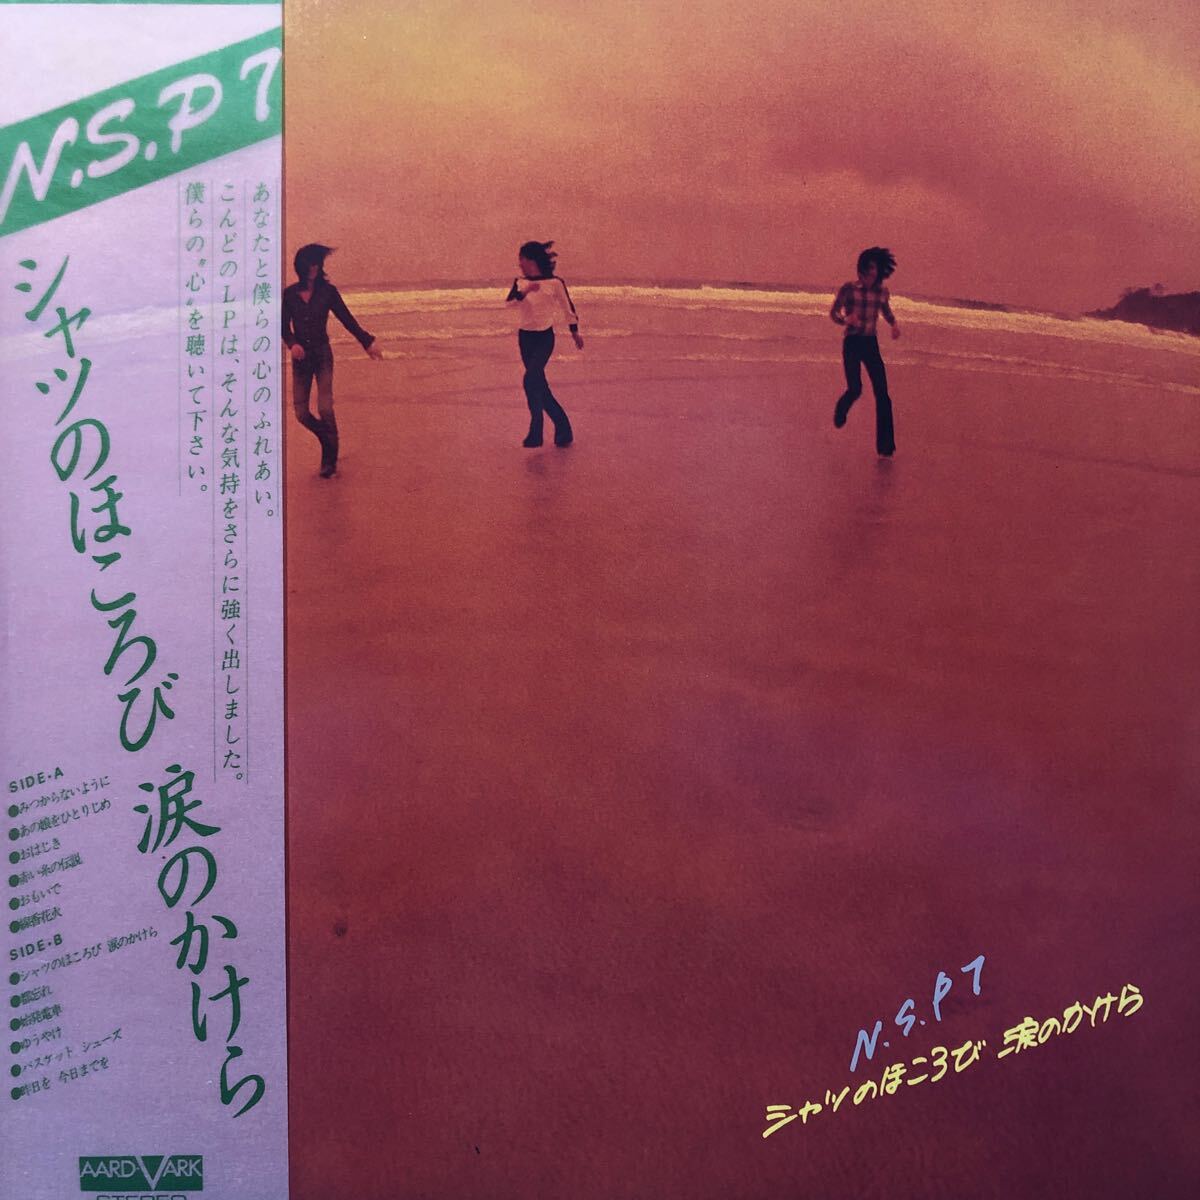 N.S.P 7
シャツのほころび 涙のかけら
あなたと僕らの心のふれあい。
こんどのLPは、そんな気持をさらに強く出しました。
僕らの〝心〟を聴いて下さい。
SIDE・A
●みつからないように
●あの娘をひとりじめ
●おはじき
●赤い糸の伝説
●おもいで
●線香花火
SIDE・B
●シャツのほころび 涙のかけら
●都忘れ
●始発電車
●ゆうやけ
●バスケット シューズ
●昨日を 今日までを
AARD-VARK
STEREO
N.S.P 7
シャツのほころび 涙のかけら